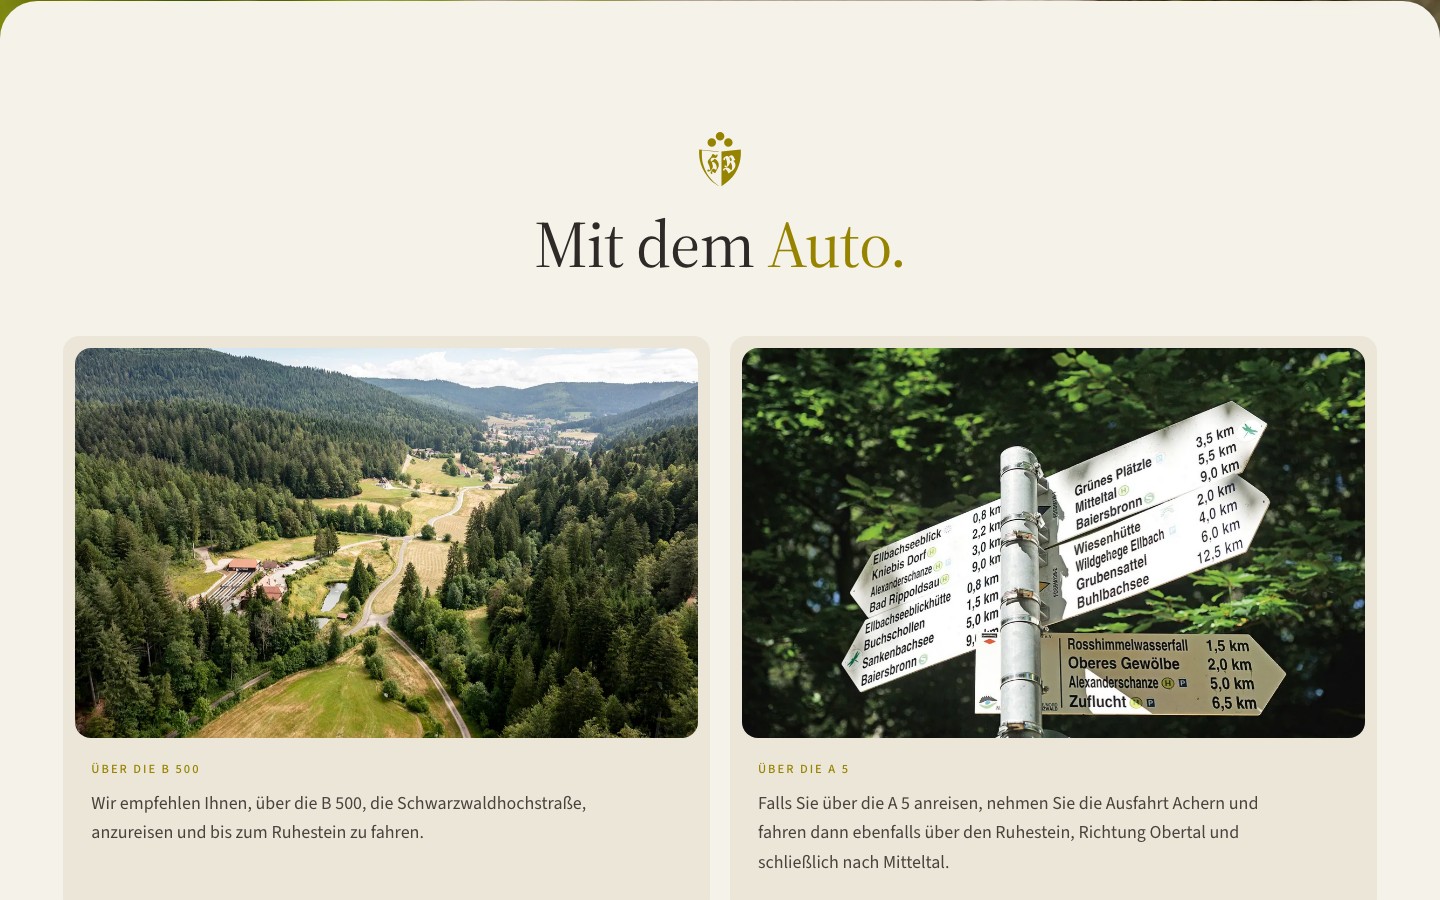 HB
Mit dem Auto.
3,5 km
Grünes Plätzle 5,5 km
Mitteltal H 9,0 km
Baiersbronn S
2,0 km
Wiesenhütte 4,0 km
Wildgehege Ellbach 6,0 km
Grubensattel 12,5 km
Buhlbachsee
Ellbachseeblick 0,8 km
Kniebis Dorf H 2,2 km
Alexanderschanze H 3,0 km
Bad Rippoldsau H 9,0 km
Ellbachseeblickhütte 0,8 km
Buchschollen 1,5 km
Sankenbachsee 5,0 km
Baiersbronn S
Rosshimmelwasserfall 1,5 km
Oberes Gewölbe 2,0 km
Alexanderschanze H P 5,0 km
Zuflucht H P 6,5 km
ÜBER DIE B 500
Wir empfehlen Ihnen, über die B 500, die Schwarzwaldhochstraße,
anzureisen und bis zum Ruhestein zu fahren.
ÜBER DIE A 5
Falls Sie über die A 5 anreisen, nehmen Sie die Ausfahrt Achern und
fahren dann ebenfalls über den Ruhestein, Richtung Obertal und
schließlich nach Mitteltal.